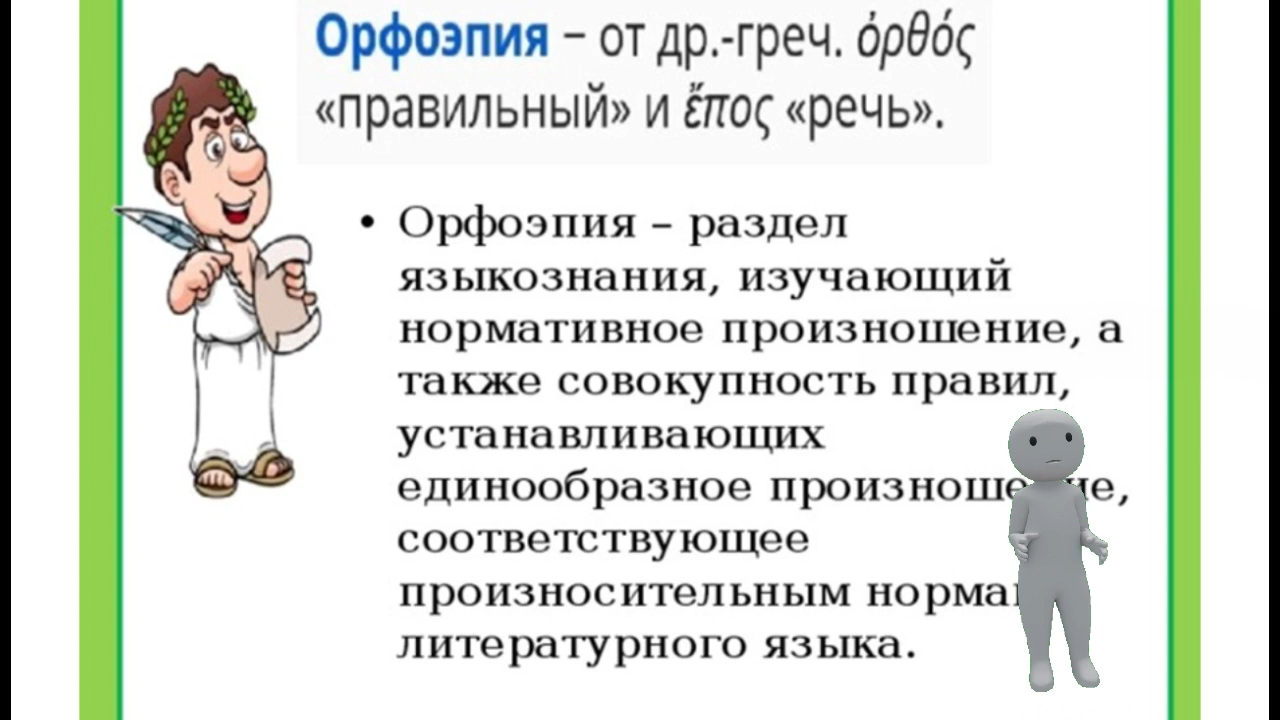 Орфоэпия – от др.-греч. ὀρθός
«правильный» и ἔπος «речь».
• Орфоэпия – раздел
языкознания, изучающий
нормативное произношение, а
также совокупность правил,
устанавливающих
единообразное произношение,
соответствующее
произносительным
литературного языка.